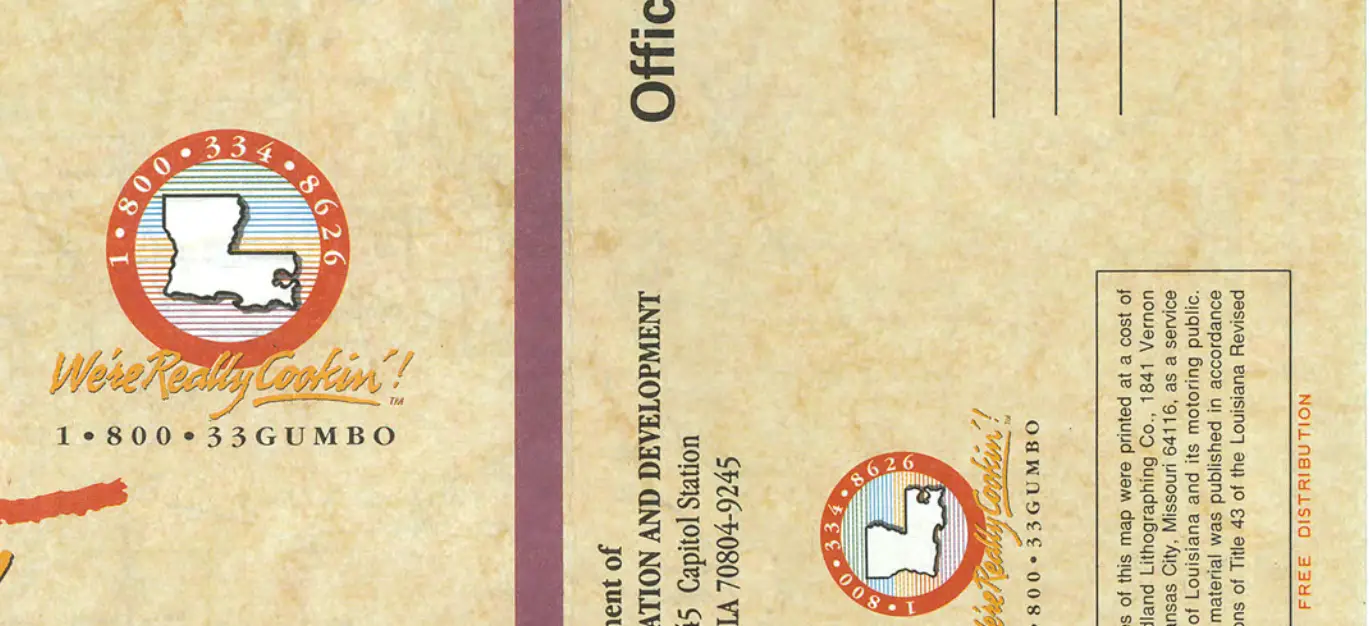 1•800•334•8626
We're Really Cookin'!
TM
1•800•33GUMBO
Offic
ment of
ATION AND DEVELOPMENT
45 Capitol Station
LA 70804-9245
1•800•334•8626
We're Really Cookin'!
TM
•800•33GUMBO
es of this map were printed at a cost of
dland Lithographing Co., 1841 Vernon
ansas City, Missouri 64116, as a service
of Louisiana and its motoring public.
material was published in accordance
ons of Title 43 of the Louisiana Revised
FREE DISTRIBUTION